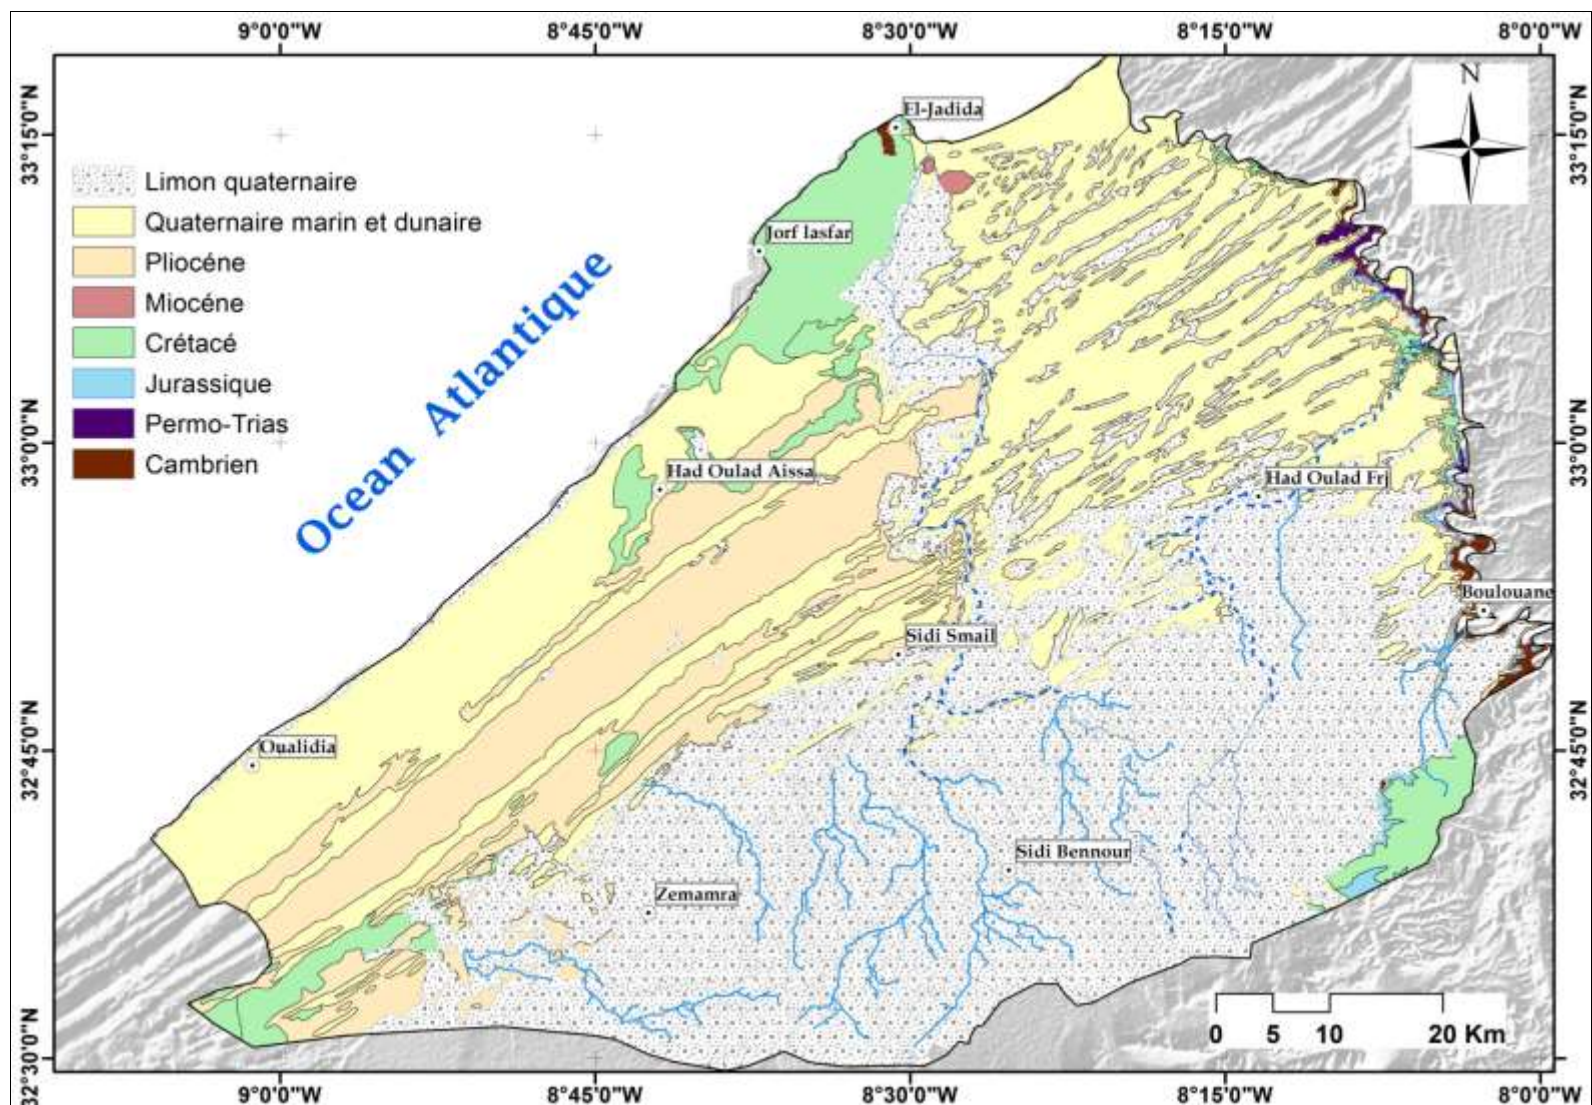 9°0'0"W 8°45'0"W 8°30'0"W 8°15'0"W 8°0'0"W
N
El-Jadida
33°15'0"N 33°15'0"N
Limon quaternaire
Quaternaire marin et dunaire
Pliocéne
Miocéne
Crétacé
Jurassique
Permo-Trias
Cambrien
Jorf lasfar
Ocean Atlantique
33°0'0"N 33°0'0"N
Had Oulad Aissa
Had Oulad Frj
Boulouane
Sidi Smail
Oualidia
32°45'0"N 32°45'0"N
Sidi Bennour
Zemamra
0 5 10 20 Km
32°30'0"N 32°30'0"N
9°0'0"W 8°45'0"W 8°30'0"W 8°15'0"W 8°0'0"W